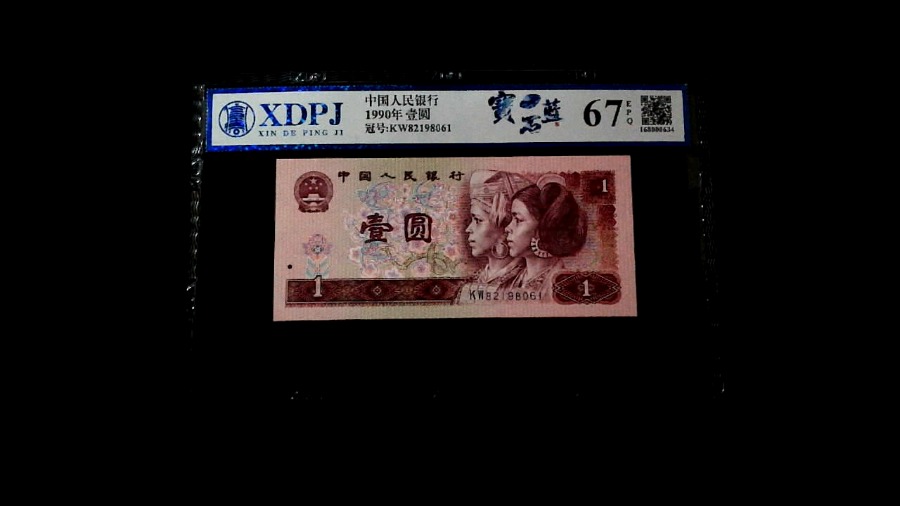 XDPJ
XIN DE PING JI
中国人民银行
1990年 壹圆
冠号:KW82198061
67
EPQ
168888634
中国人民银行
1
壹圆
1
KW82198061
1